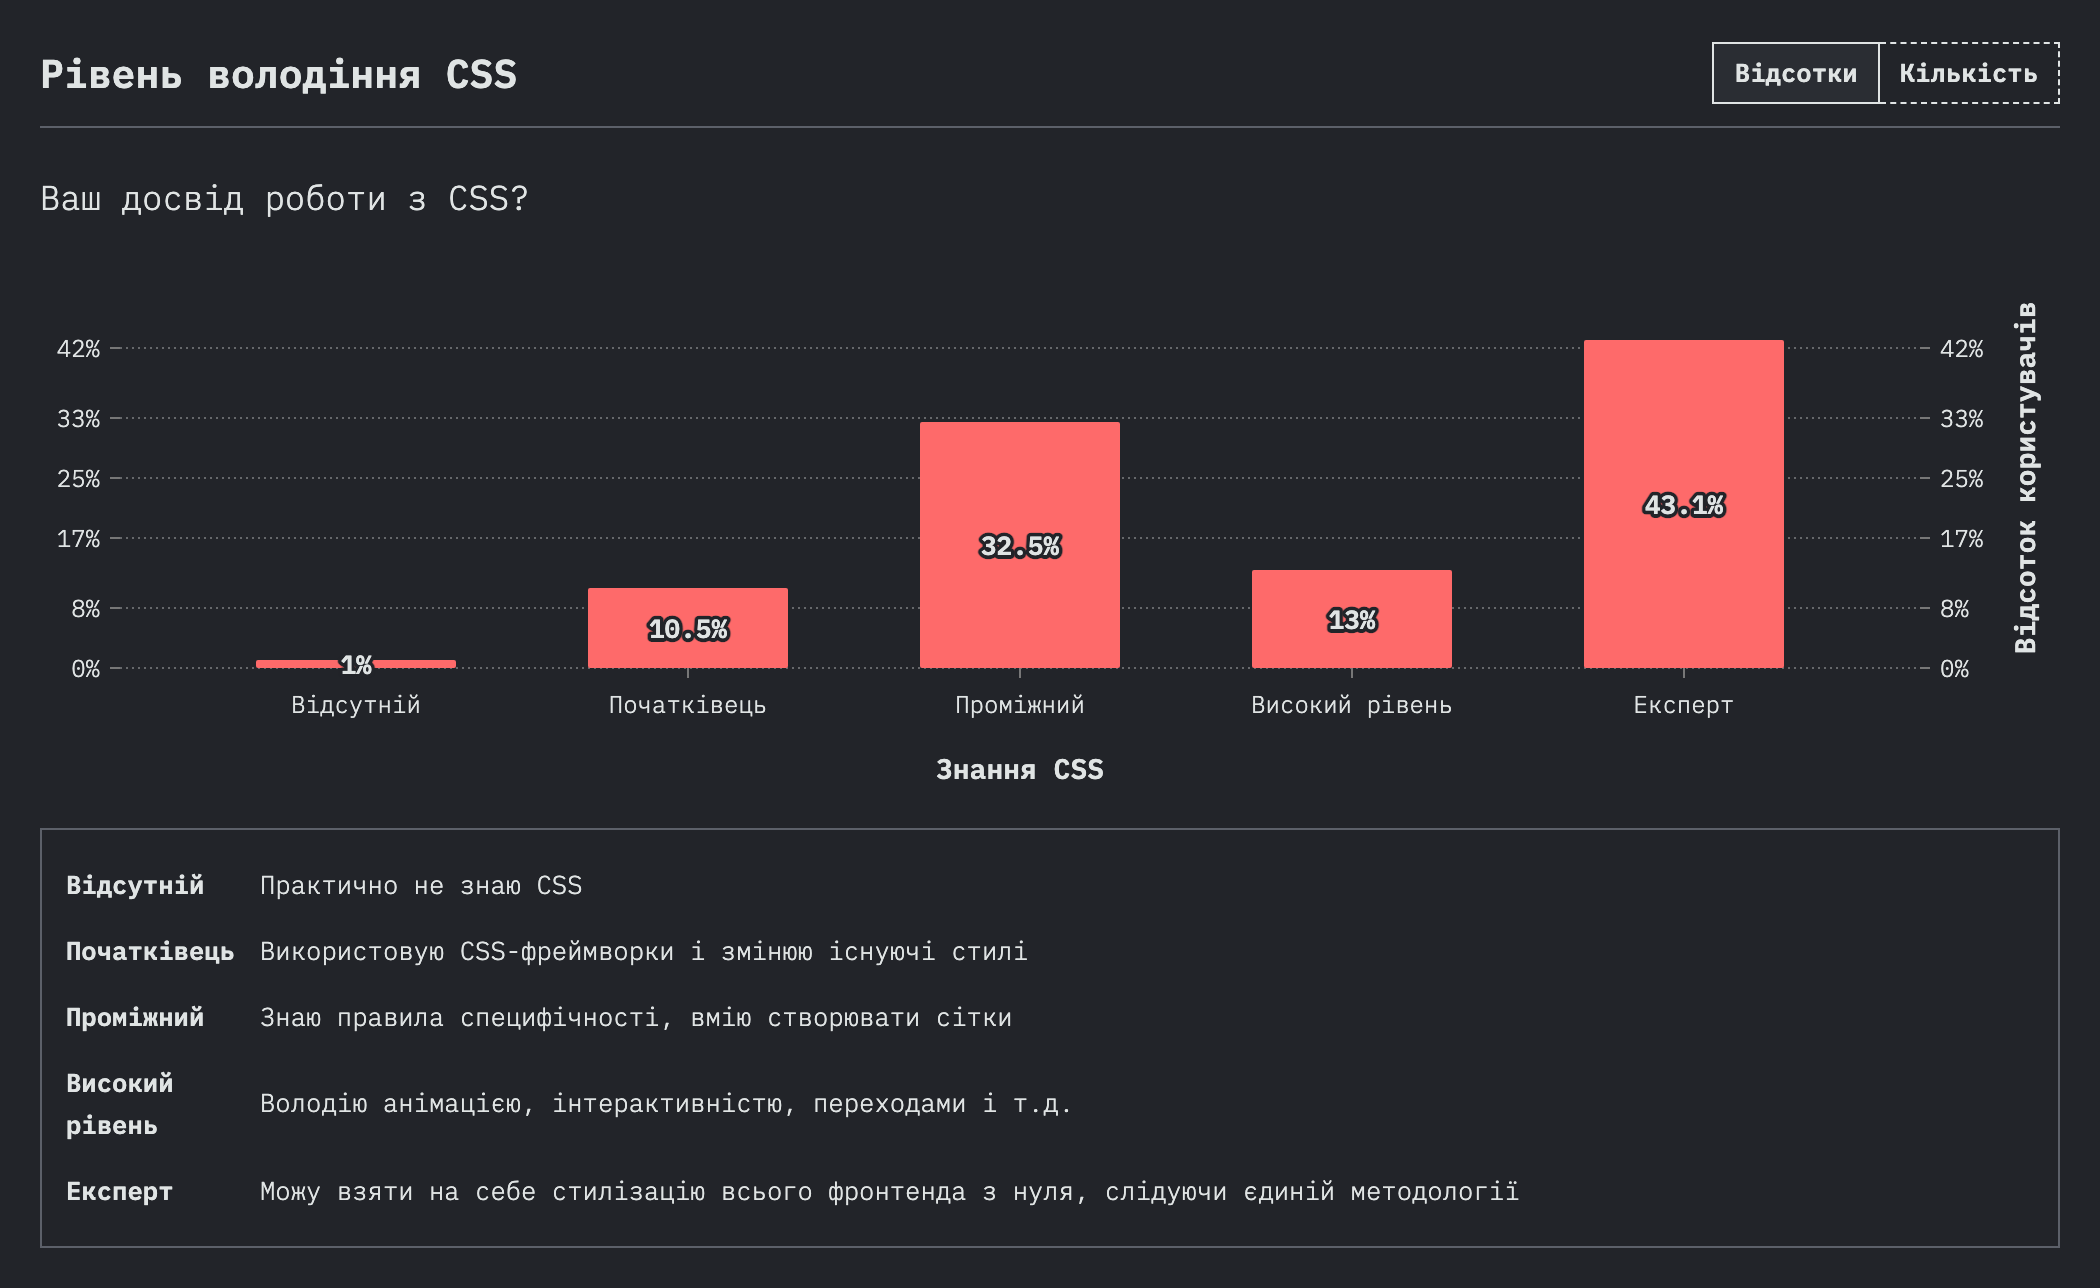 Рівень володіння CSS
Відсотки Кількість
Ваш досвід роботи з CSS?
42% 42%
33% 33%
25% 25%
17% 17%
8% 8%
0% 0%
1% 10.5% 32.5% 13% 43.1%
Відсоток користувачів
Відсутній Початківець Проміжний Високий рівень Експерт
Знання CSS
Відсутній Практично не знаю CSS
Початківець Використовую CSS-фреймворки і змінюю існуючі стилі
Проміжний Знаю правила специфічності, вмію створювати сітки
Високий
рівень
Володію анімацією, інтерактивністю, переходами і т.д.
Експерт Можу взяти на себе стилізацію всього фронтенда з нуля, слідуючи єдиній методології